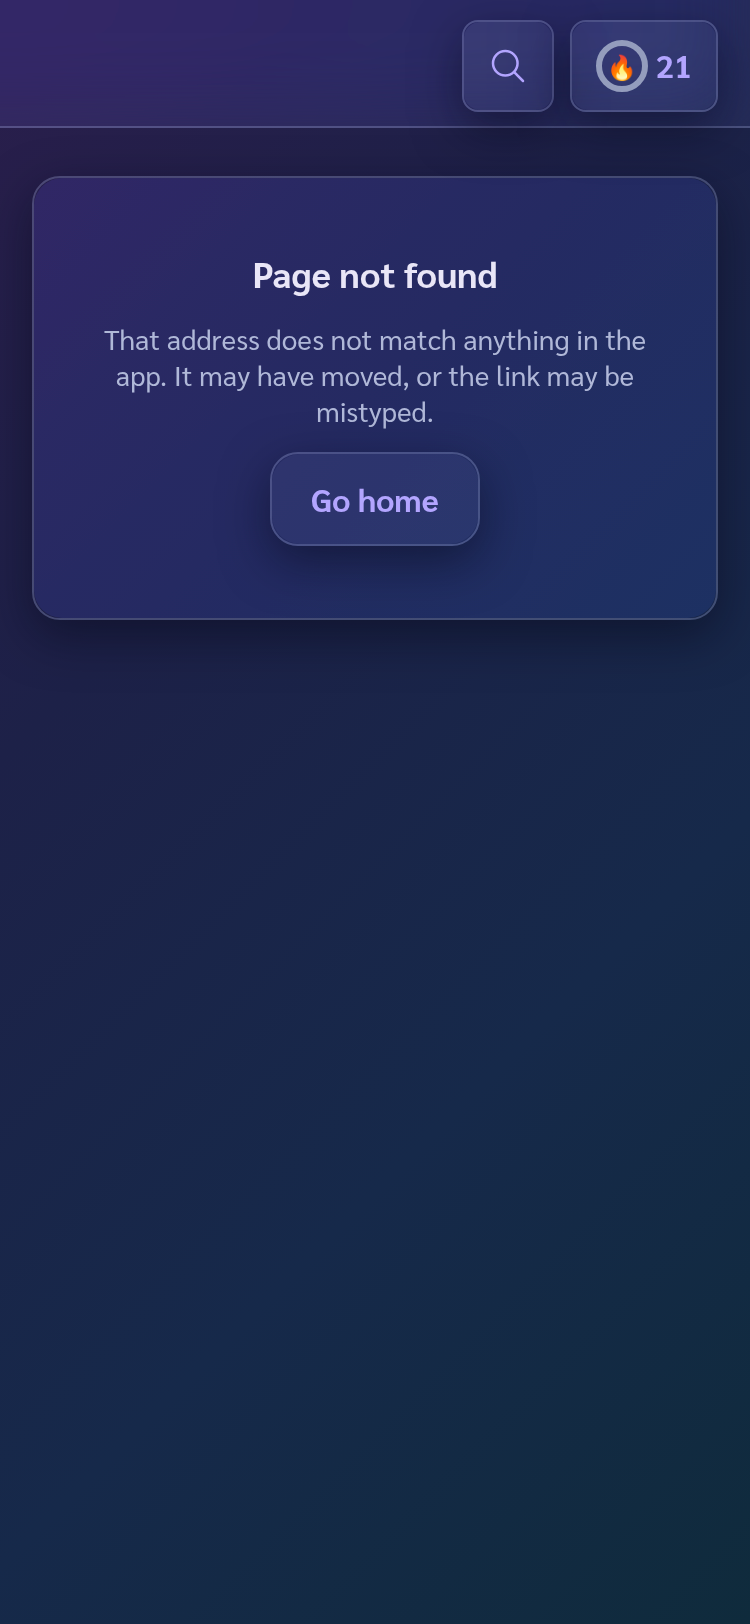 21
Page not found
That address does not match anything in the
app. It may have moved, or the link may be
mistyped.
Go home